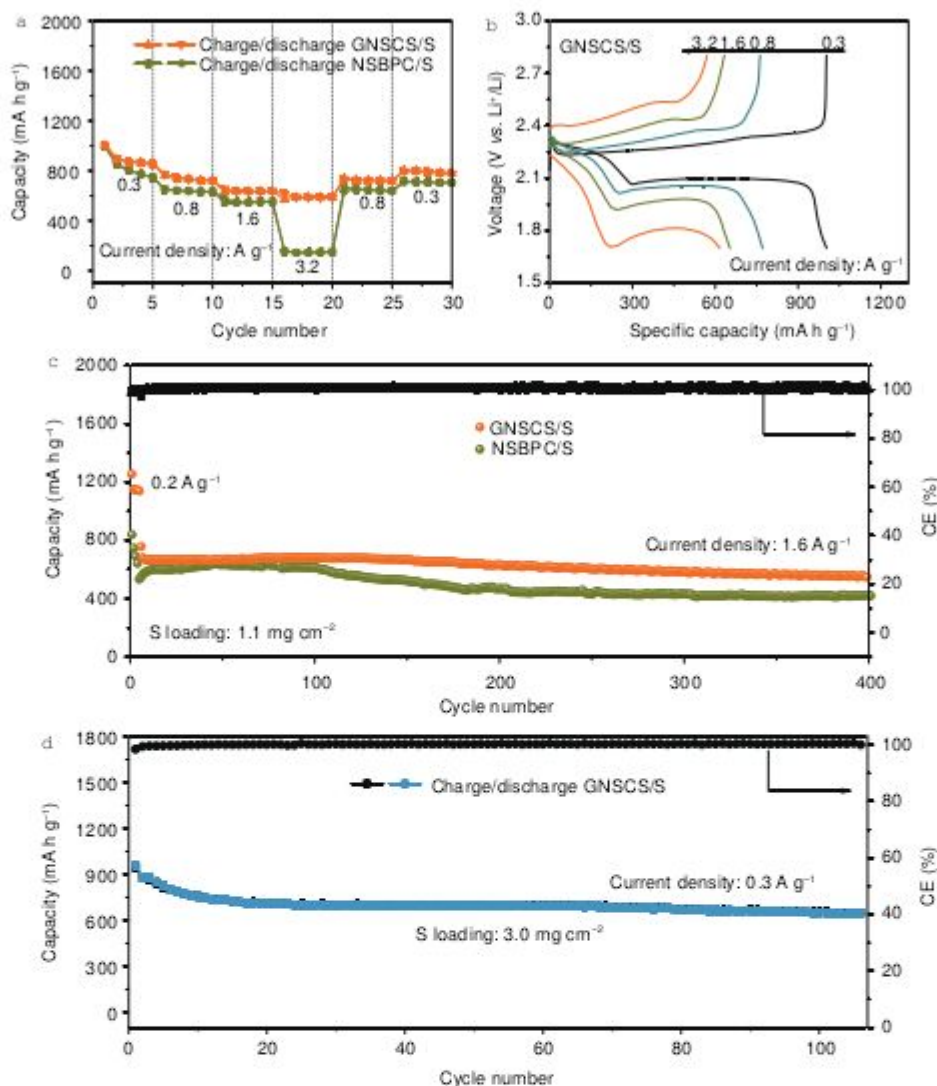 a
2000
1600
1200
800
400
0
Capacity (mA h g⁻¹)
Charge/discharge GNSCS/S
Charge/discharge NSBPC/S
0.3
0.8
1.6
3.2
0.8
0.3
Current density: A g⁻¹
0 5 10 15 20 25 30
Cycle number
b
3.0
2.7
2.4
2.1
1.8
1.5
Voltage (V vs. Li⁺/Li)
GNSCS/S
3.2 1.6 0.8 0.3
Current density: A g⁻¹
0 300 600 900 1200
Specific capacity (mA h g⁻¹)
c
2000
1600
1200
800
400
0
Capacity (mA h g⁻¹)
GNSCS/S
NSBPC/S
0.2 A g⁻¹
Current density: 1.6 A g⁻¹
S loading: 1.1 mg cm⁻²
100
80
60
40
20
0
CE (%)
0 100 200 300 400
Cycle number
d
1800
1500
1200
900
600
300
0
Capacity (mA h g⁻¹)
Charge/discharge GNSCS/S
Current density: 0.3 A g⁻¹
S loading: 3.0 mg cm⁻²
100
80
60
40
20
0
CE (%)
0 20 40 60 80 100
Cycle number